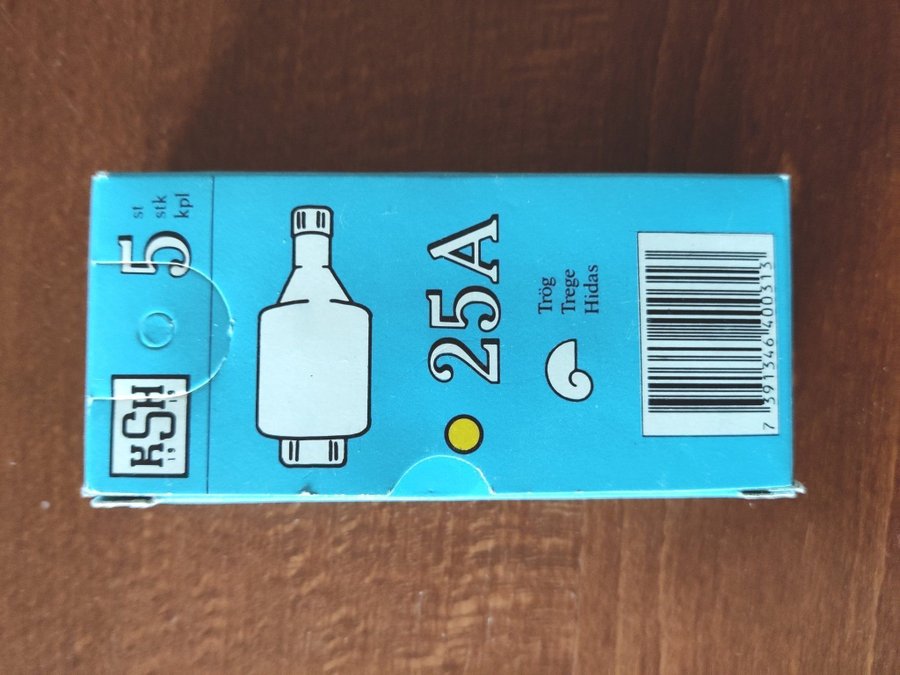 KSH
5
st
stk
kpl
25A
Trög
Trege
Hidas
7 391346 400313